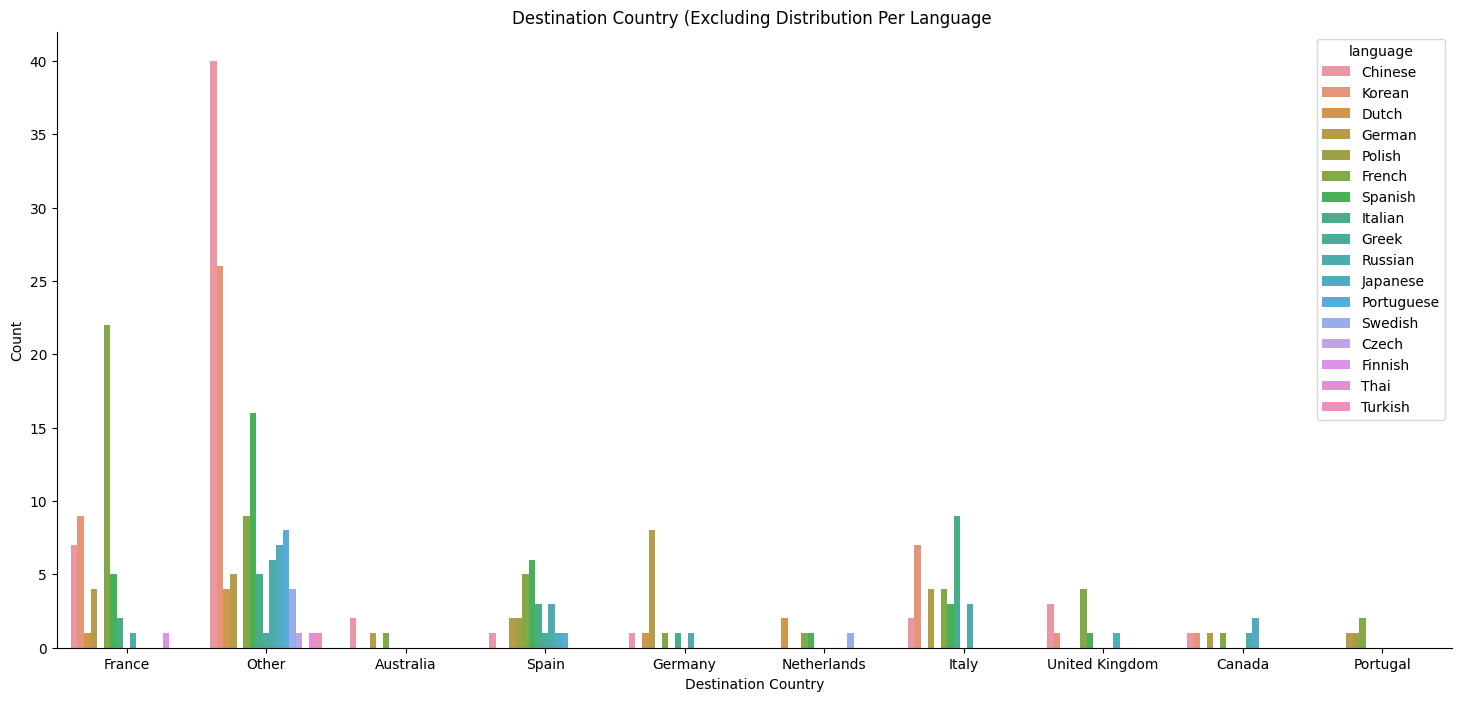 Destination Country (Excluding Distribution Per Language
language
Chinese
Korean
Dutch
German
Polish
French
Spanish
Italian
Greek
Russian
Japanese
Portuguese
Swedish
Czech
Finnish
Thai
Turkish
Count
40
35
30
25
20
15
10
5
0
France Other Australia Spain Germany Netherlands Italy United Kingdom Canada Portugal
Destination Country